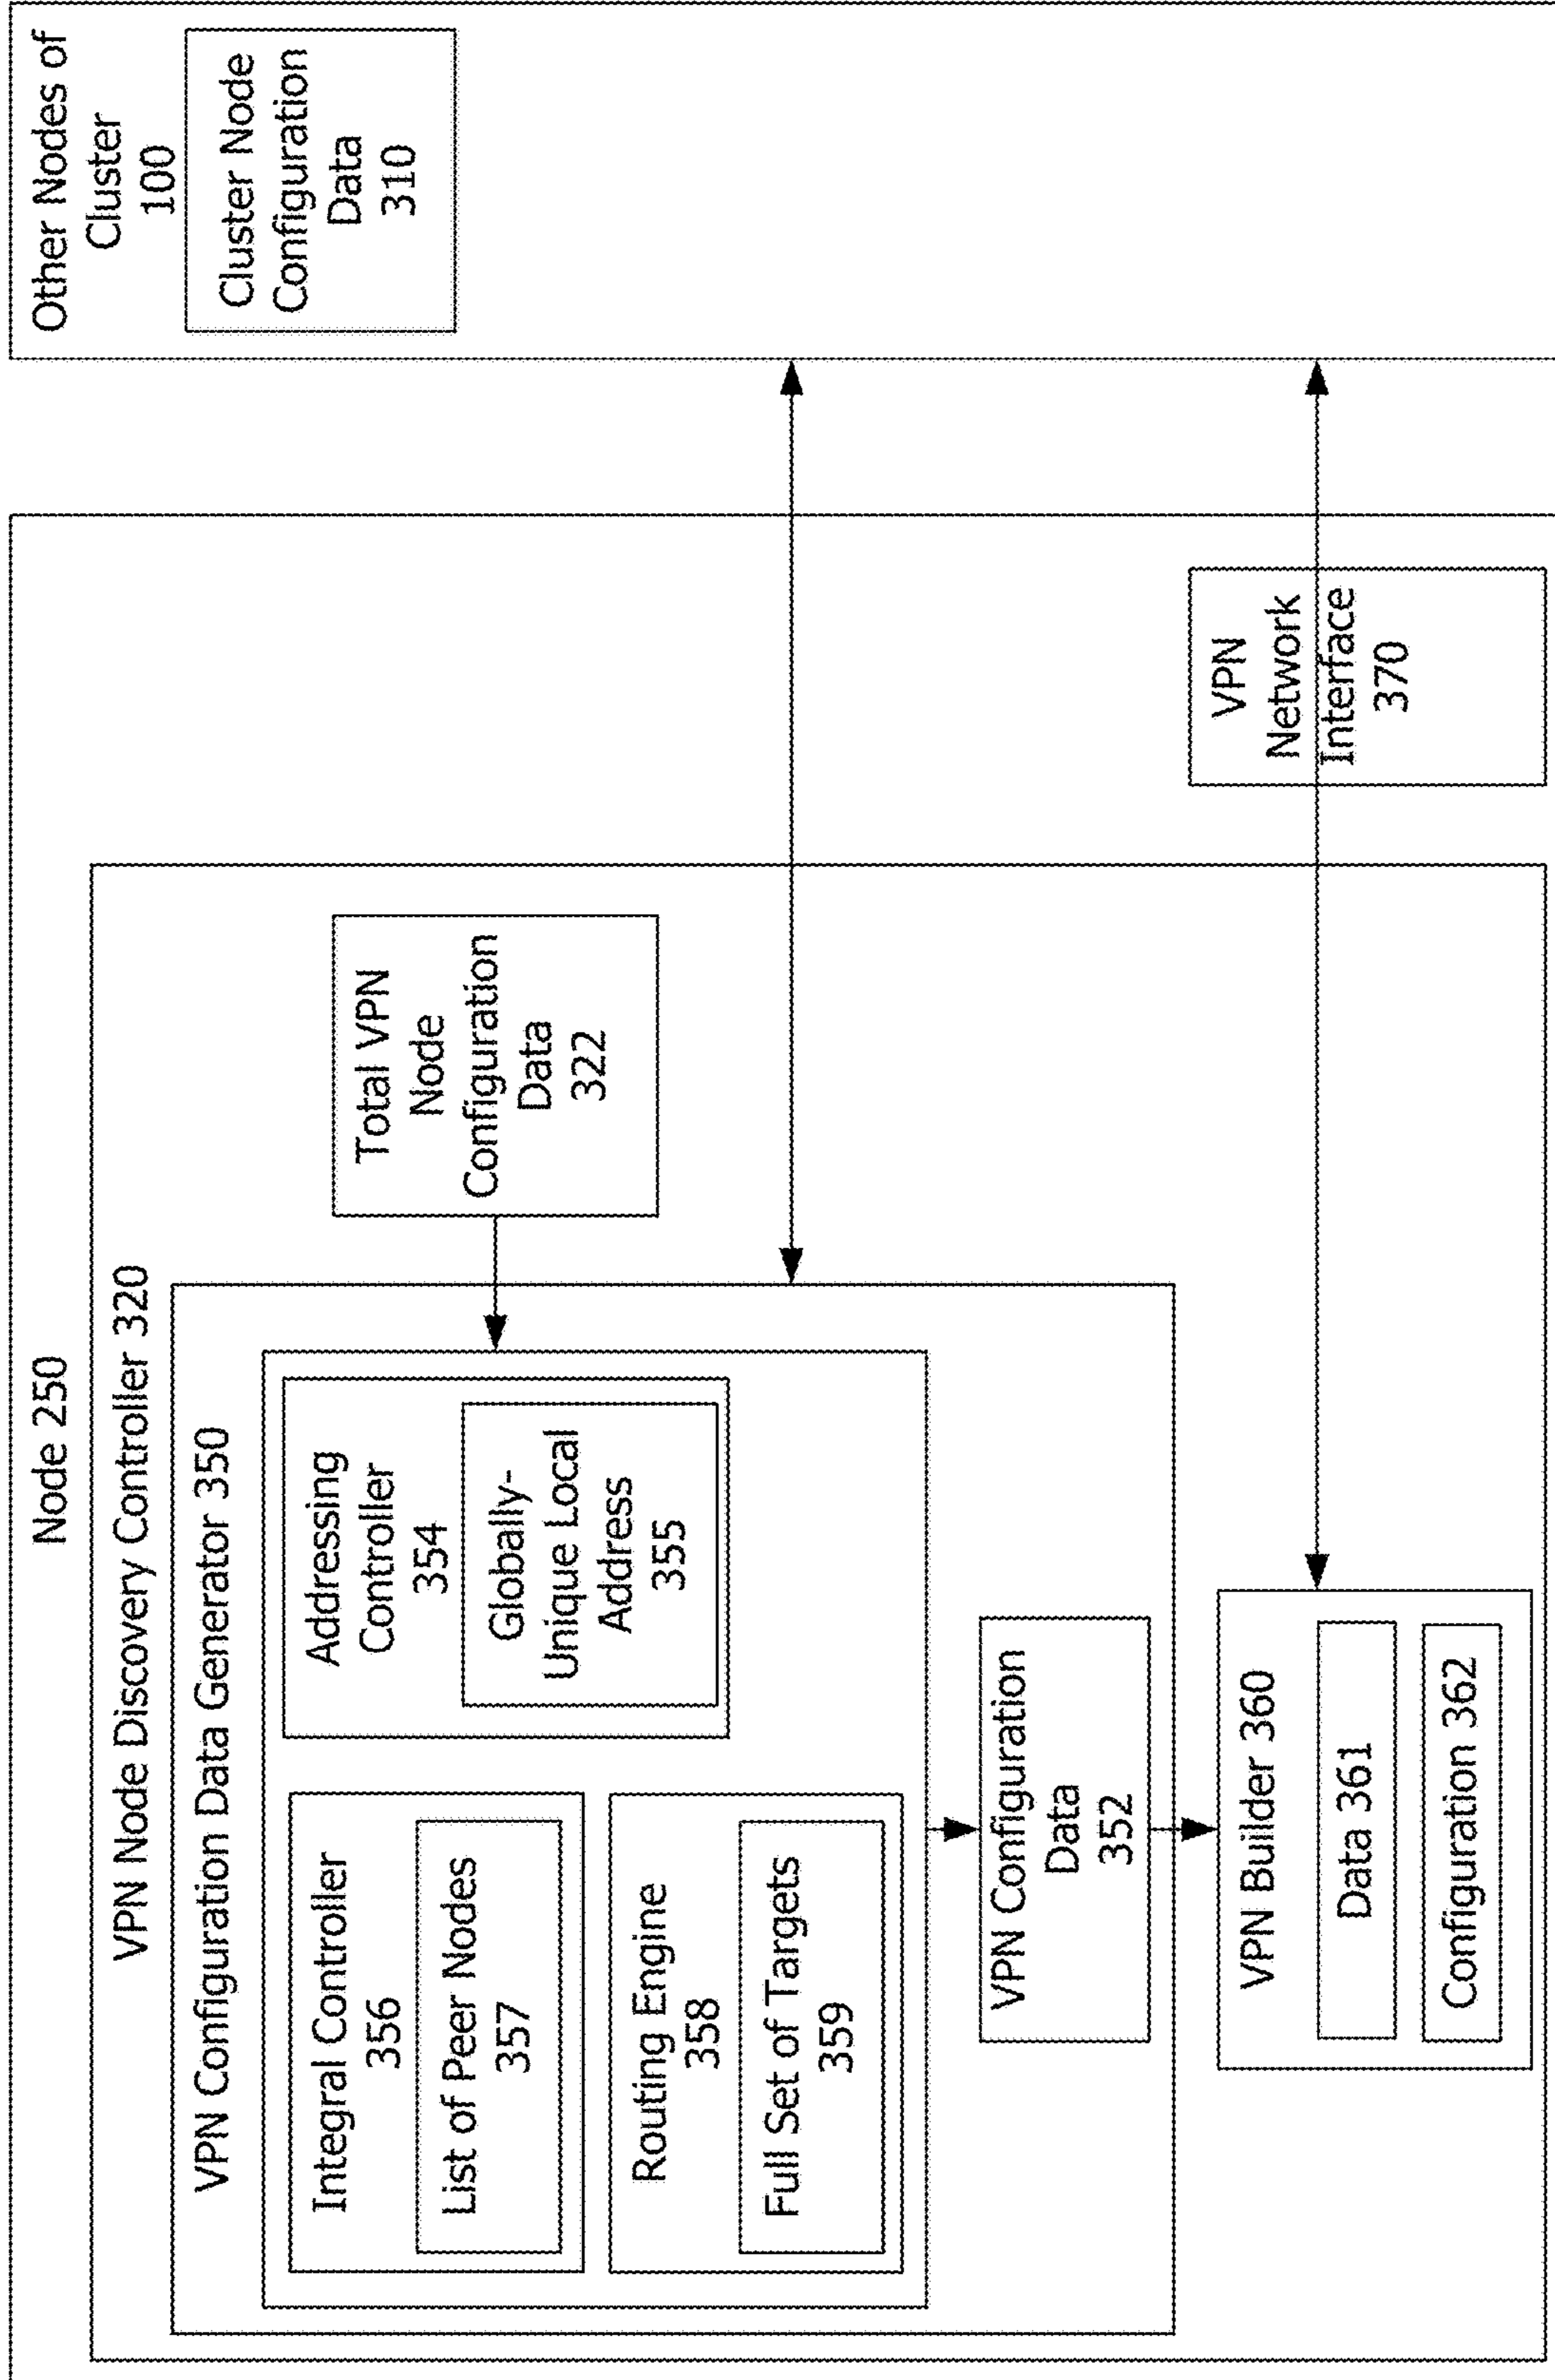 Node 250
VPN Node Discovery Controller 320
VPN Configuration Data Generator 350
Integral Controller
356
List of Peer Nodes
357
Addressing
Controller
354
Globally-
Unique Local
Address
355
Routing Engine
358
Full Set of Targets
359
Total VPN
Node
Configuration
Data
322
VPN Configuration
Data
352
VPN Builder 360
Data 361
Configuration 362
VPN
Network
Interface
370
Other Nodes of
Cluster
100
Cluster Node
Configuration
Data
310